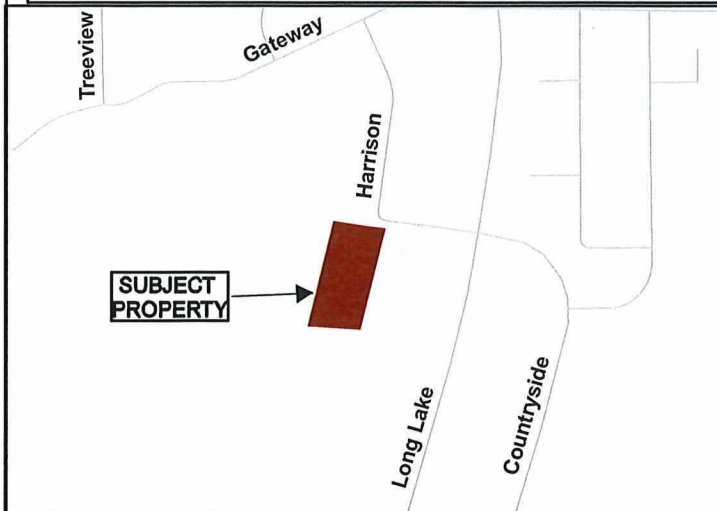 Treeview
Gateway
Harrison
SUBJECT
PROPERTY
Long Lake
Countryside